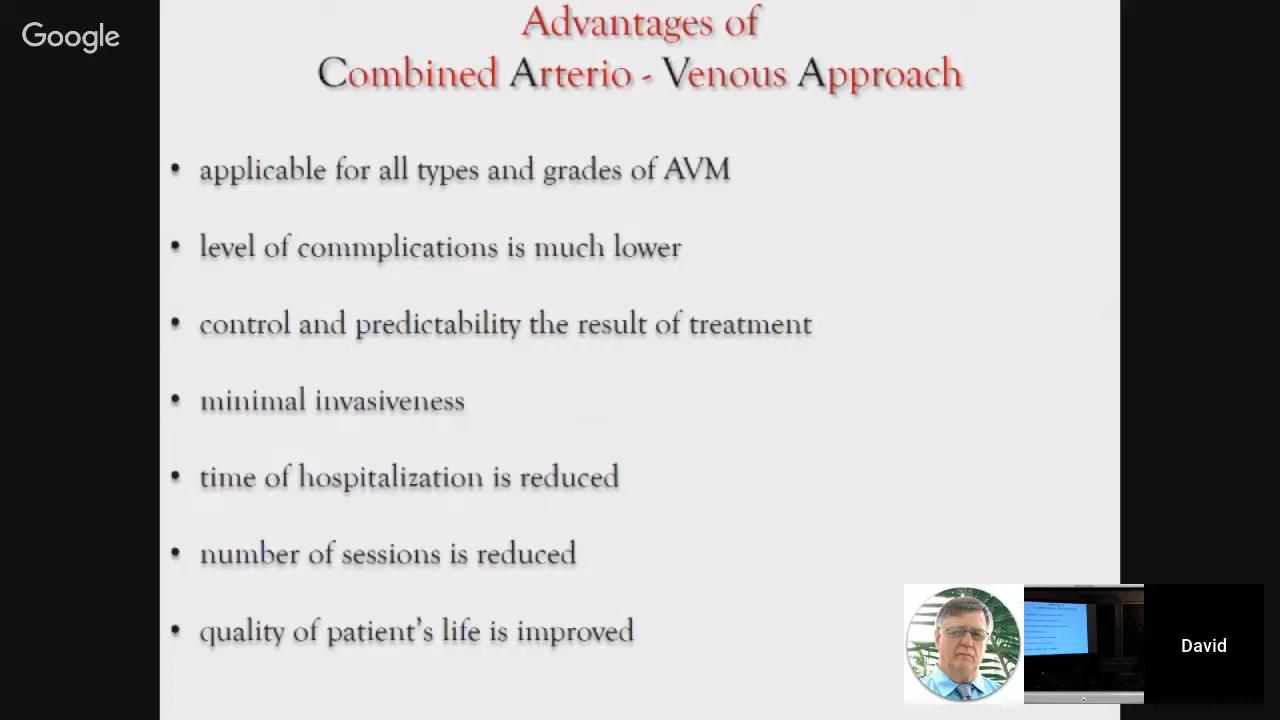 Google
Advantages of
Combined Arterio - Venous Approach
• applicable for all types and grades of AVM
• level of commplications is much lower
• control and predictability the result of treatment
• minimal invasiveness
• time of hospitalization is reduced
• number of sessions is reduced
• quality of patient's life is improved
David